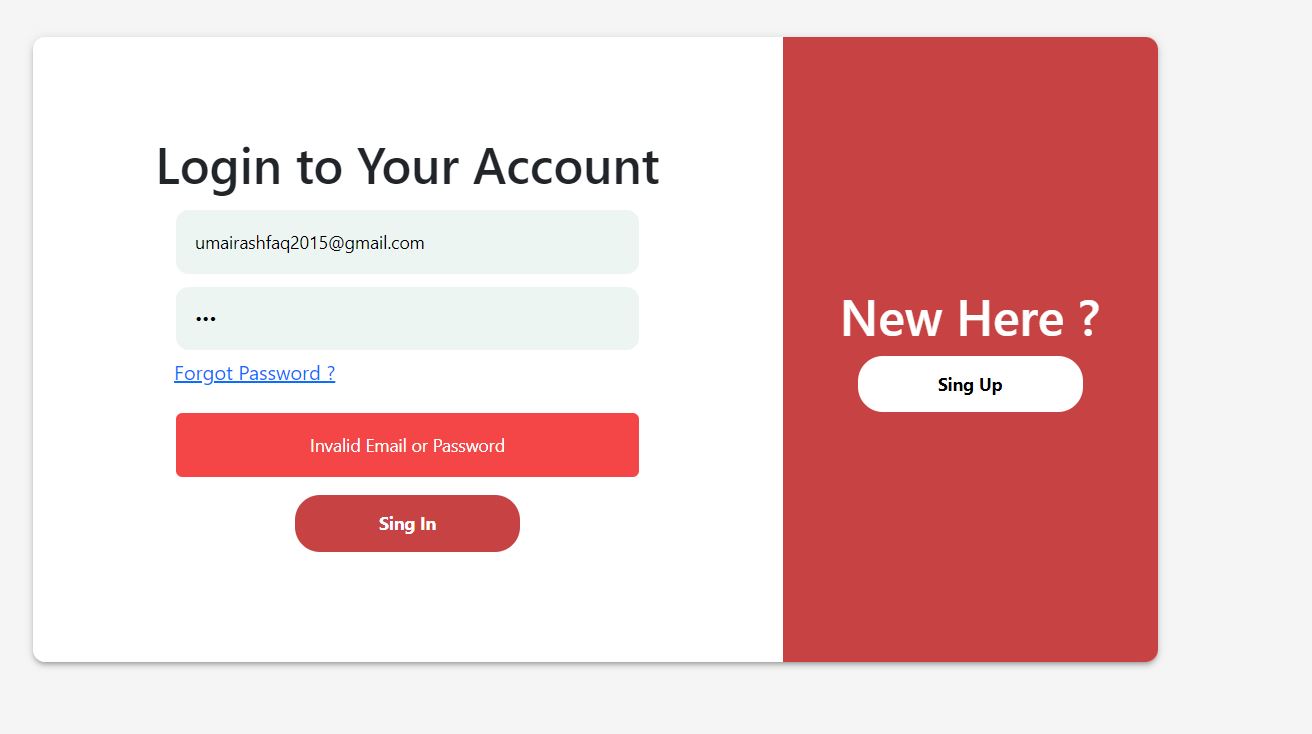 Login to Your Account
umairashfaq2015@gmail.com
•••
Forgot Password ?
Invalid Email or Password
Sing In
New Here ?
Sing Up